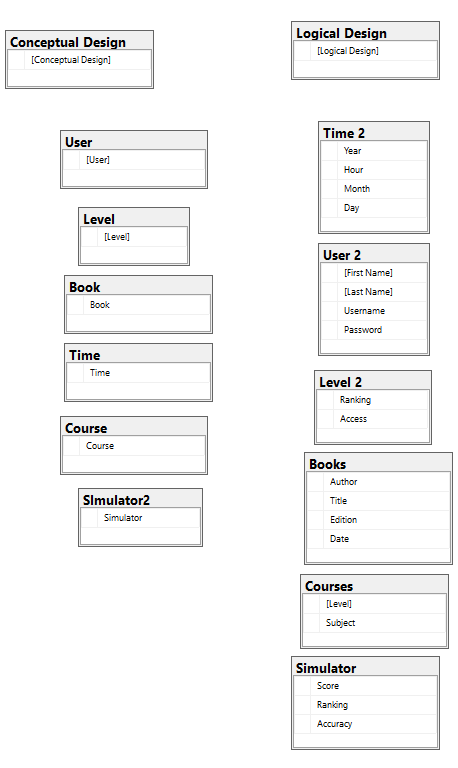 Conceptual Design
[Conceptual Design]
User
[User]
Level
[Level]
Book
Book
Time
Time
Course
Course
SImulator2
Simulator
Logical Design
[Logical Design]
Time 2
Year
Hour
Month
Day
User 2
[First Name]
[Last Name]
Username
Password
Level 2
Ranking
Access
Books
Author
Title
Edition
Date
Courses
[Level]
Subject
Simulator
Score
Ranking
Accuracy